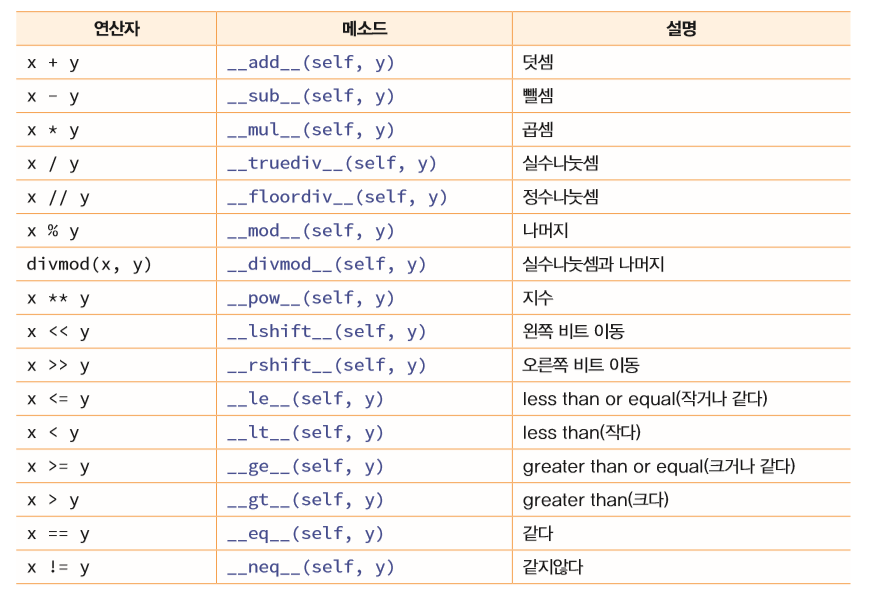 연산자 메소드 설명
x + y __add__(self, y) 덧셈
x - y __sub__(self, y) 뺄셈
x * y __mul__(self, y) 곱셈
x / y __truediv__(self, y) 실수나눗셈
x // y __floordiv__(self, y) 정수나눗셈
x % y __mod__(self, y) 나머지
divmod(x, y) __divmod__(self, y) 실수나눗셈과 나머지
x ** y __pow__(self, y) 지수
x << y __lshift__(self, y) 왼쪽 비트 이동
x >> y __rshift__(self, y) 오른쪽 비트 이동
x <= y __le__(self, y) less than or equal(작거나 같다)
x < y __lt__(self, y) less than(작다)
x >= y __ge__(self, y) greater than or equal(크거나 같다)
x > y __gt__(self, y) greater than(크다)
x == y __eq__(self, y) 같다
x != y __neq__(self, y) 같지않다